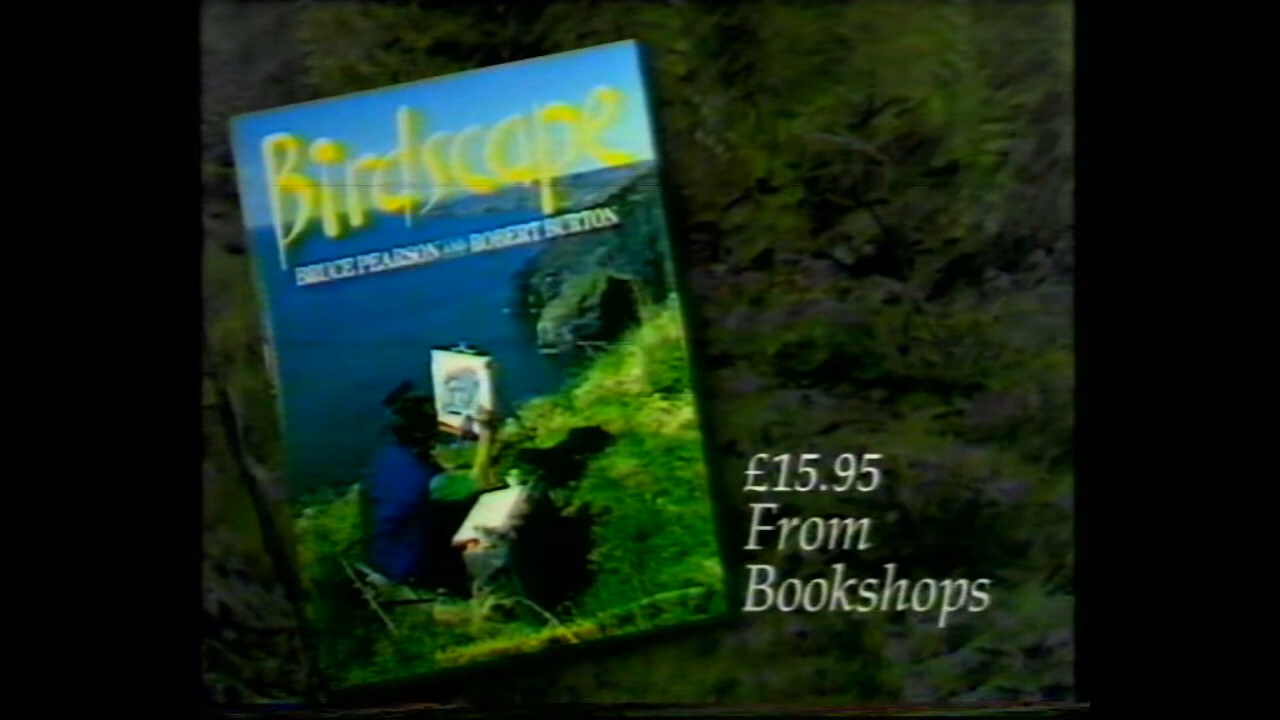 Birdscape
BRUCE PEARSON AND ROBERT BURTON
£15.95
From
Bookshops